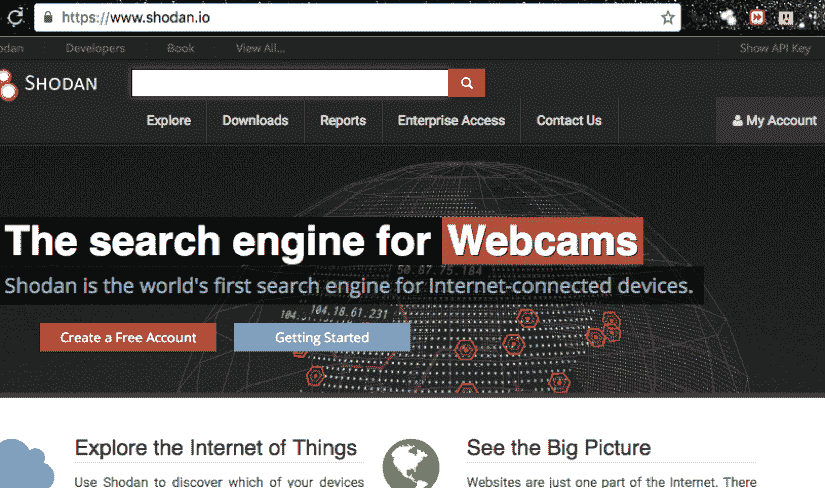 https://www.shodan.io
odan Developers Book View All... Show API Key
SHODAN
Explore Downloads Reports Enterprise Access Contact Us My Account
The search engine for Webcams
50.87.75.184
Shodan is the world's first search engine for Internet-connected devices.
104.18.61.231
104.
Create a Free Account Getting Started
Explore the Internet of Things See the Big Picture
Use Shodan to discover which of your devices Websites are just one part of the Internet. There